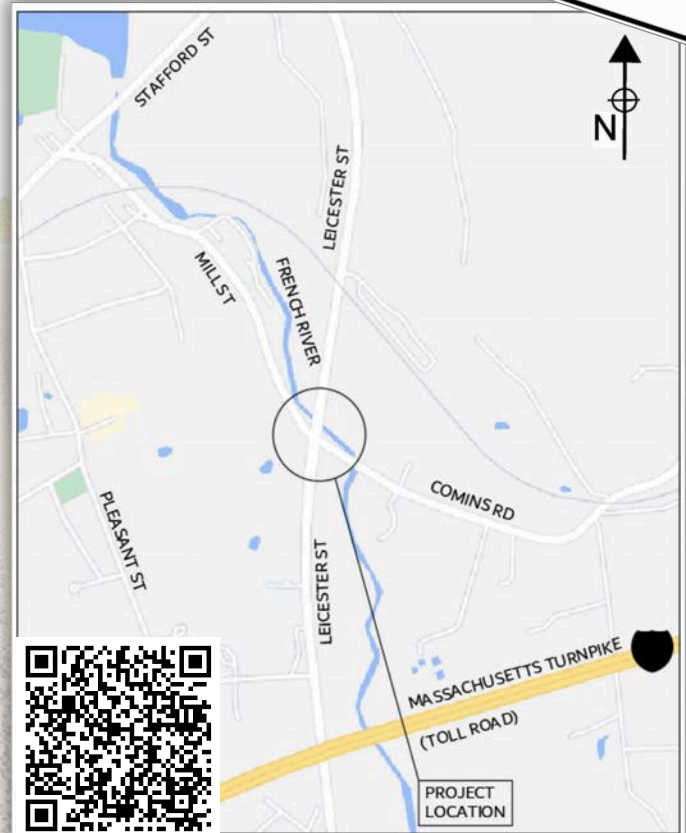 STAFFORD ST
N
LEICESTER ST
MILL ST
FRENCH RIVER
COMINS RD
PLEASANT ST
LEICESTER ST
MASSACHUSETTS TURNPIKE
(TOLL ROAD)
PROJECT
LOCATION